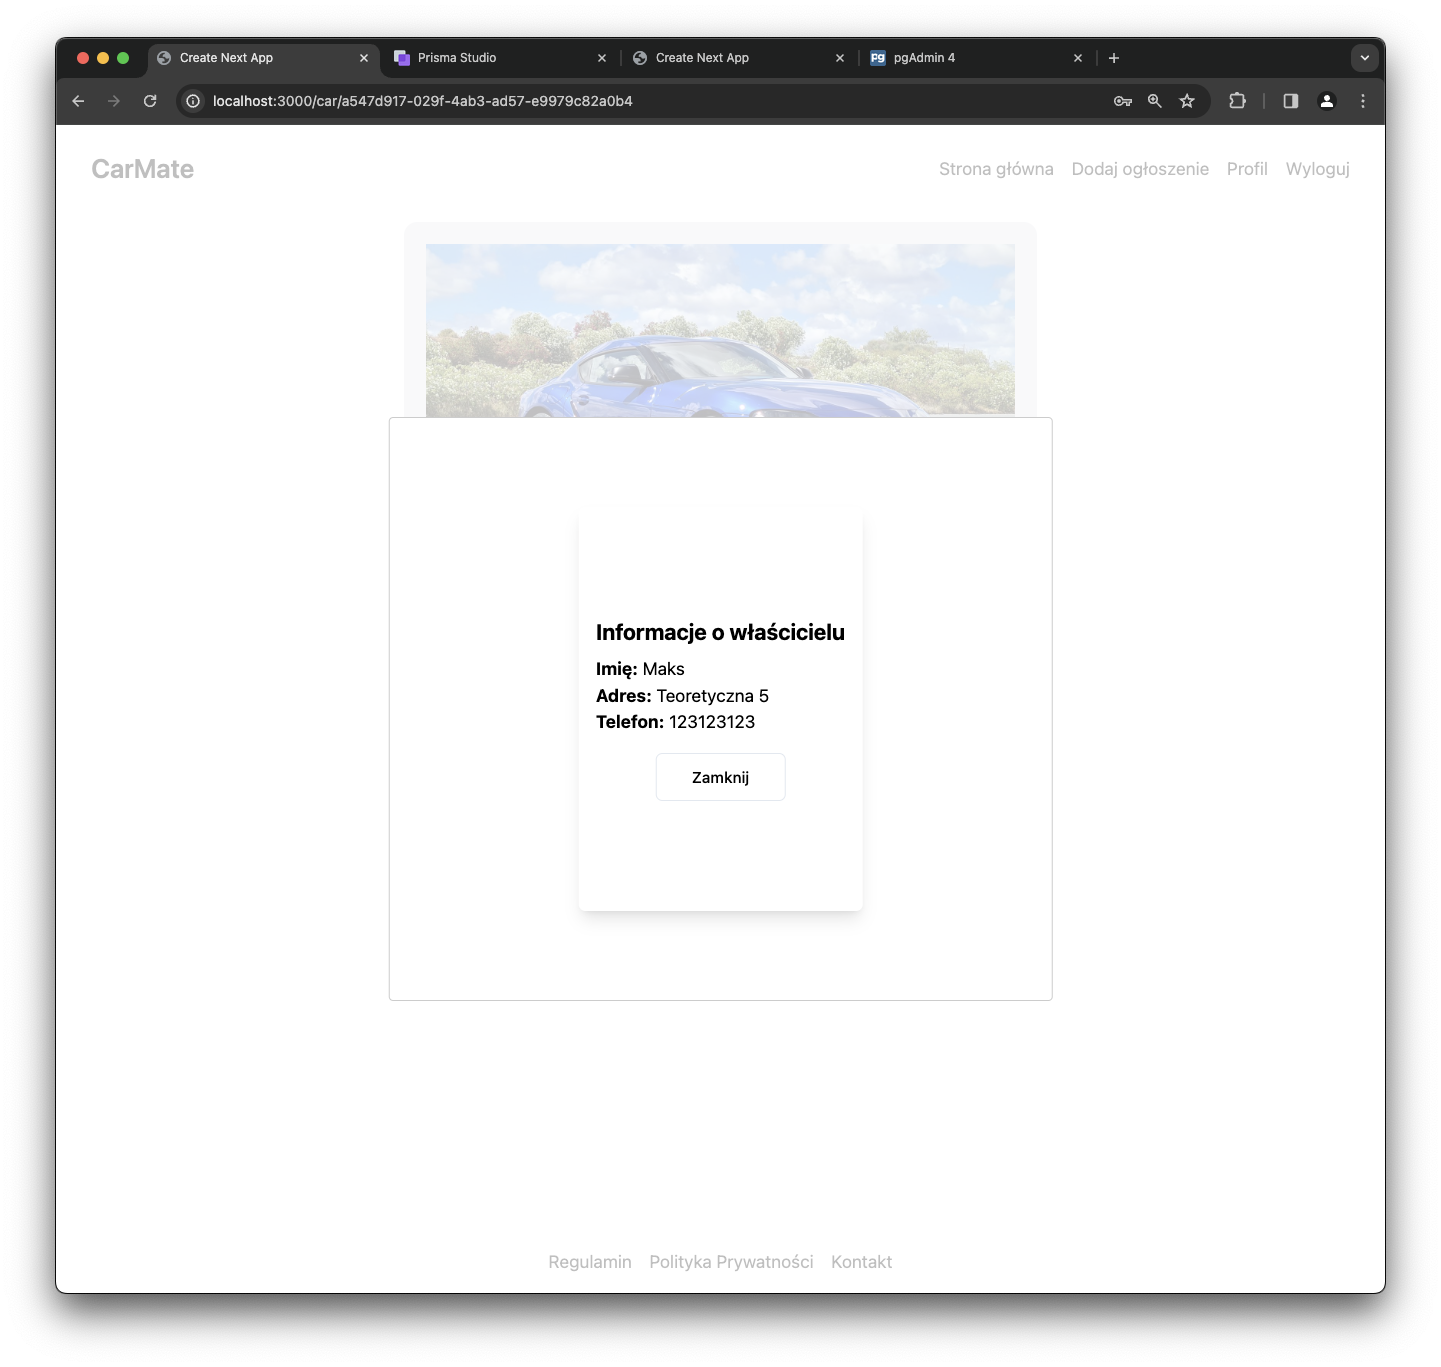 Create Next App
Prisma Studio
Create Next App
Pg pgAdmin 4
localhost:3000/car/a547d917-029f-4ab3-ad57-e9979c82a0b4
CarMate
Strona główna Dodaj ogłoszenie Profil Wyloguj
Informacje o właścicielu
Imię: Maks
Adres: Teoretyczna 5
Telefon: 123123123
Zamknij
Regulamin Polityka Prywatności Kontakt